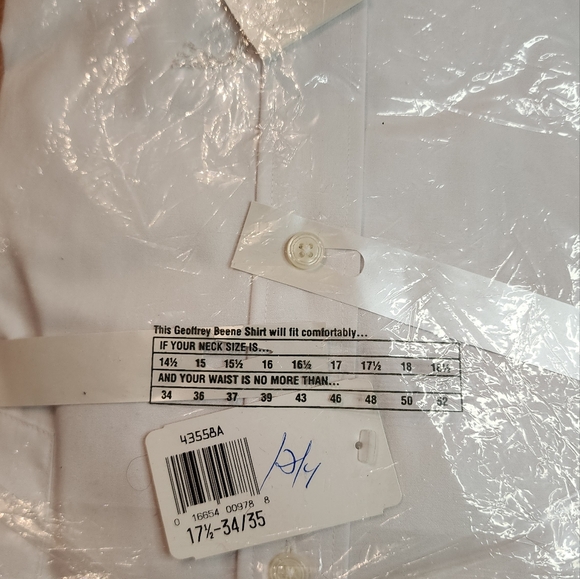 This Geoffrey Beene Shirt will fit comfortably...
IF YOUR NECK SIZE IS...
14½ 15 15½ 16 16½ 17 17½ 18 18½
AND YOUR WAIST IS NO MORE THAN...
34 36 37 39 43 46 48 50 52
43558A
0 16654 00978 8
17½-34/35